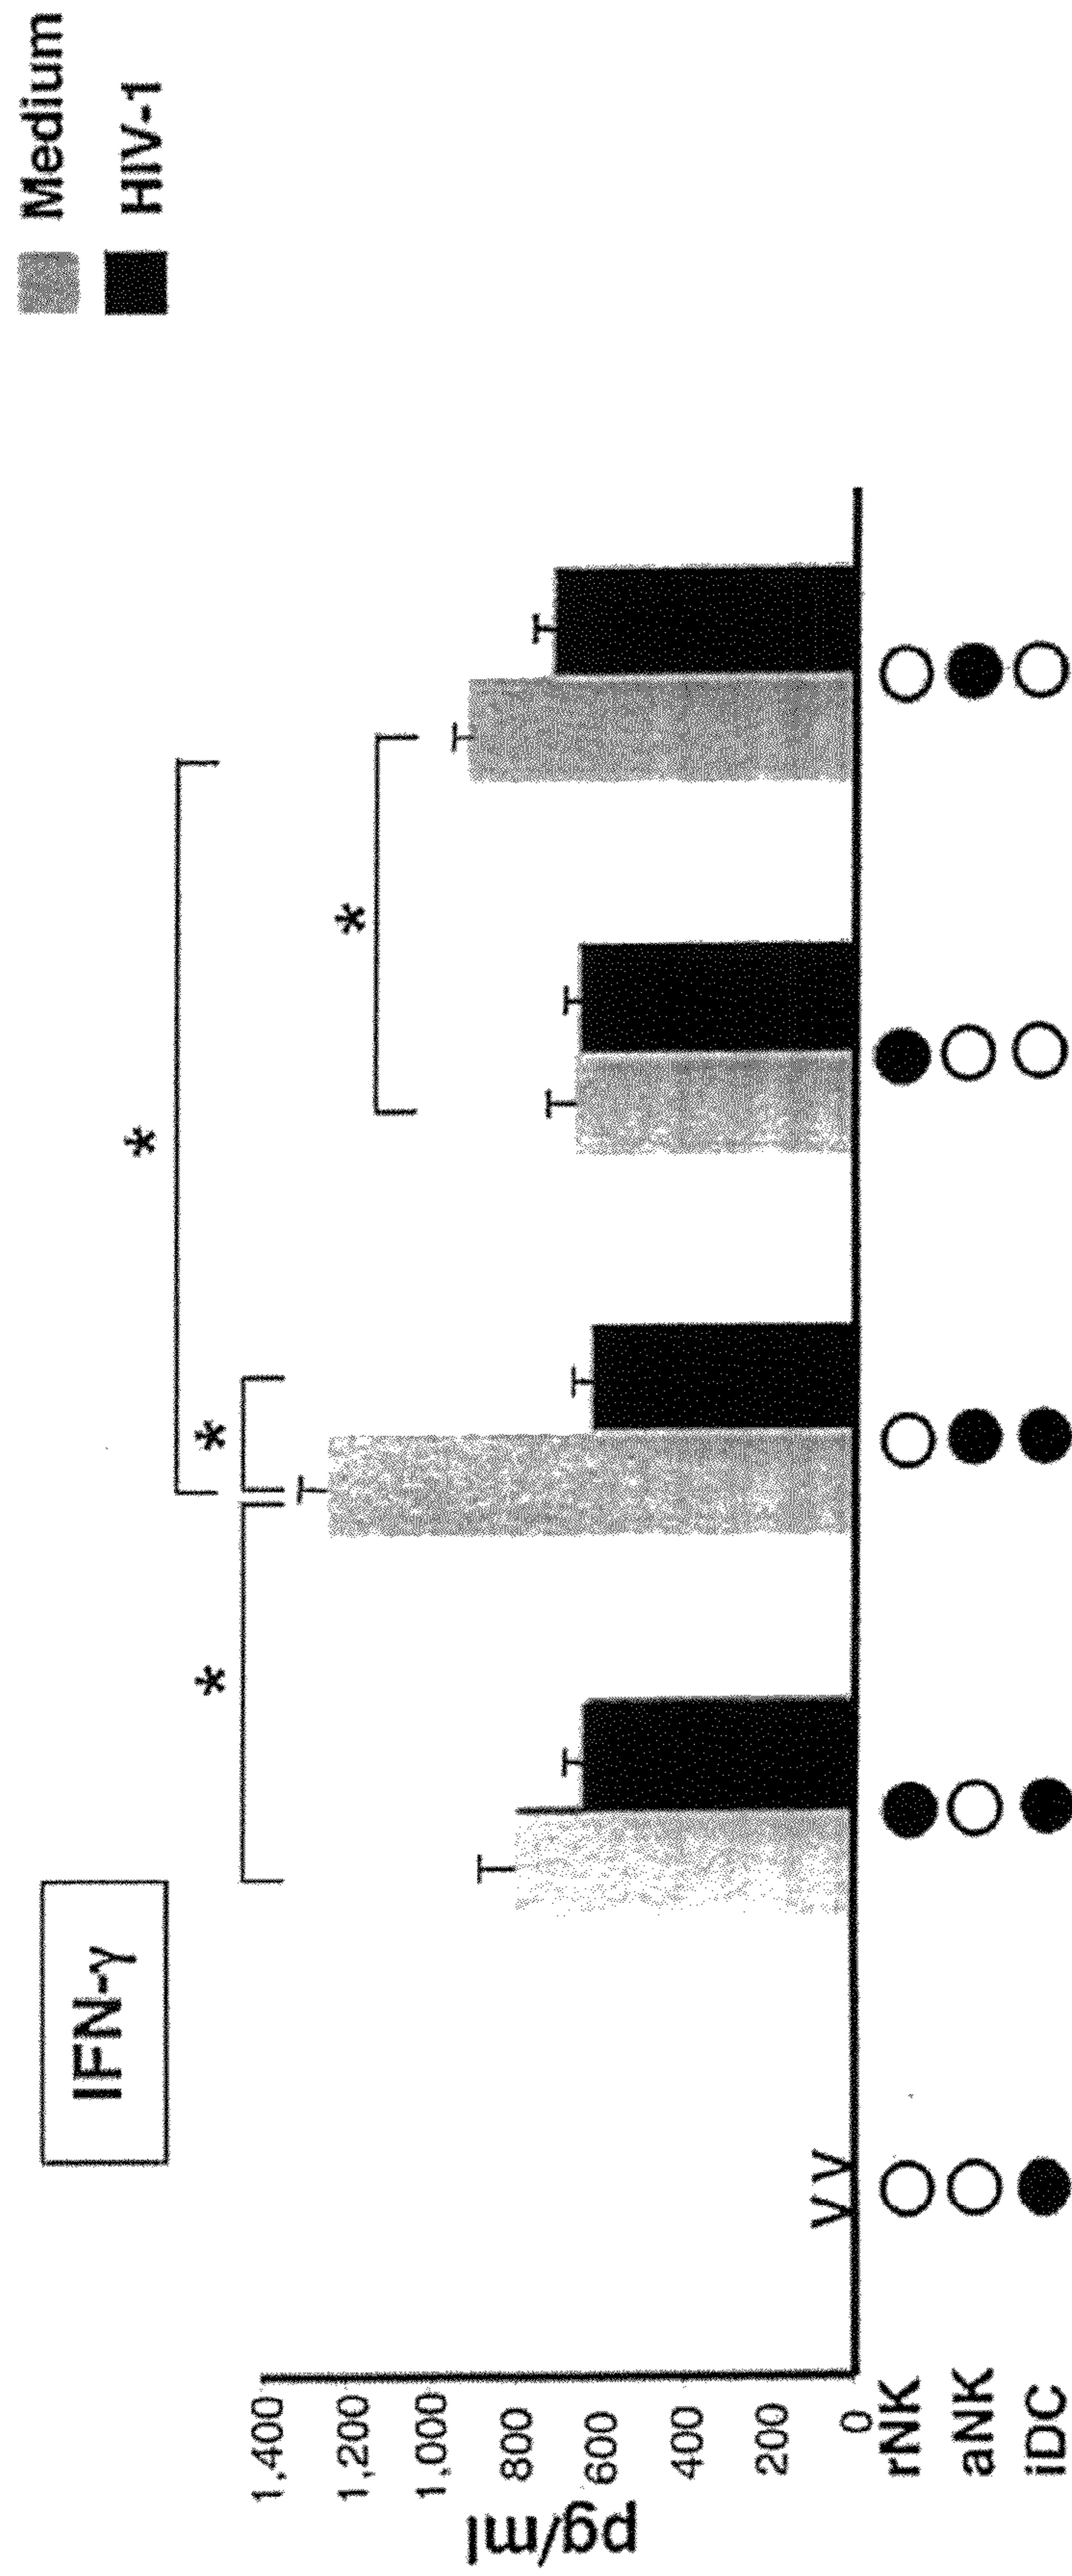 IFN-γ
Medium
HIV-1
pg/ml
1,400
1,200
1,000
800
600
400
200
0
*
*
*
*
< <
rNK
aNK
iDC